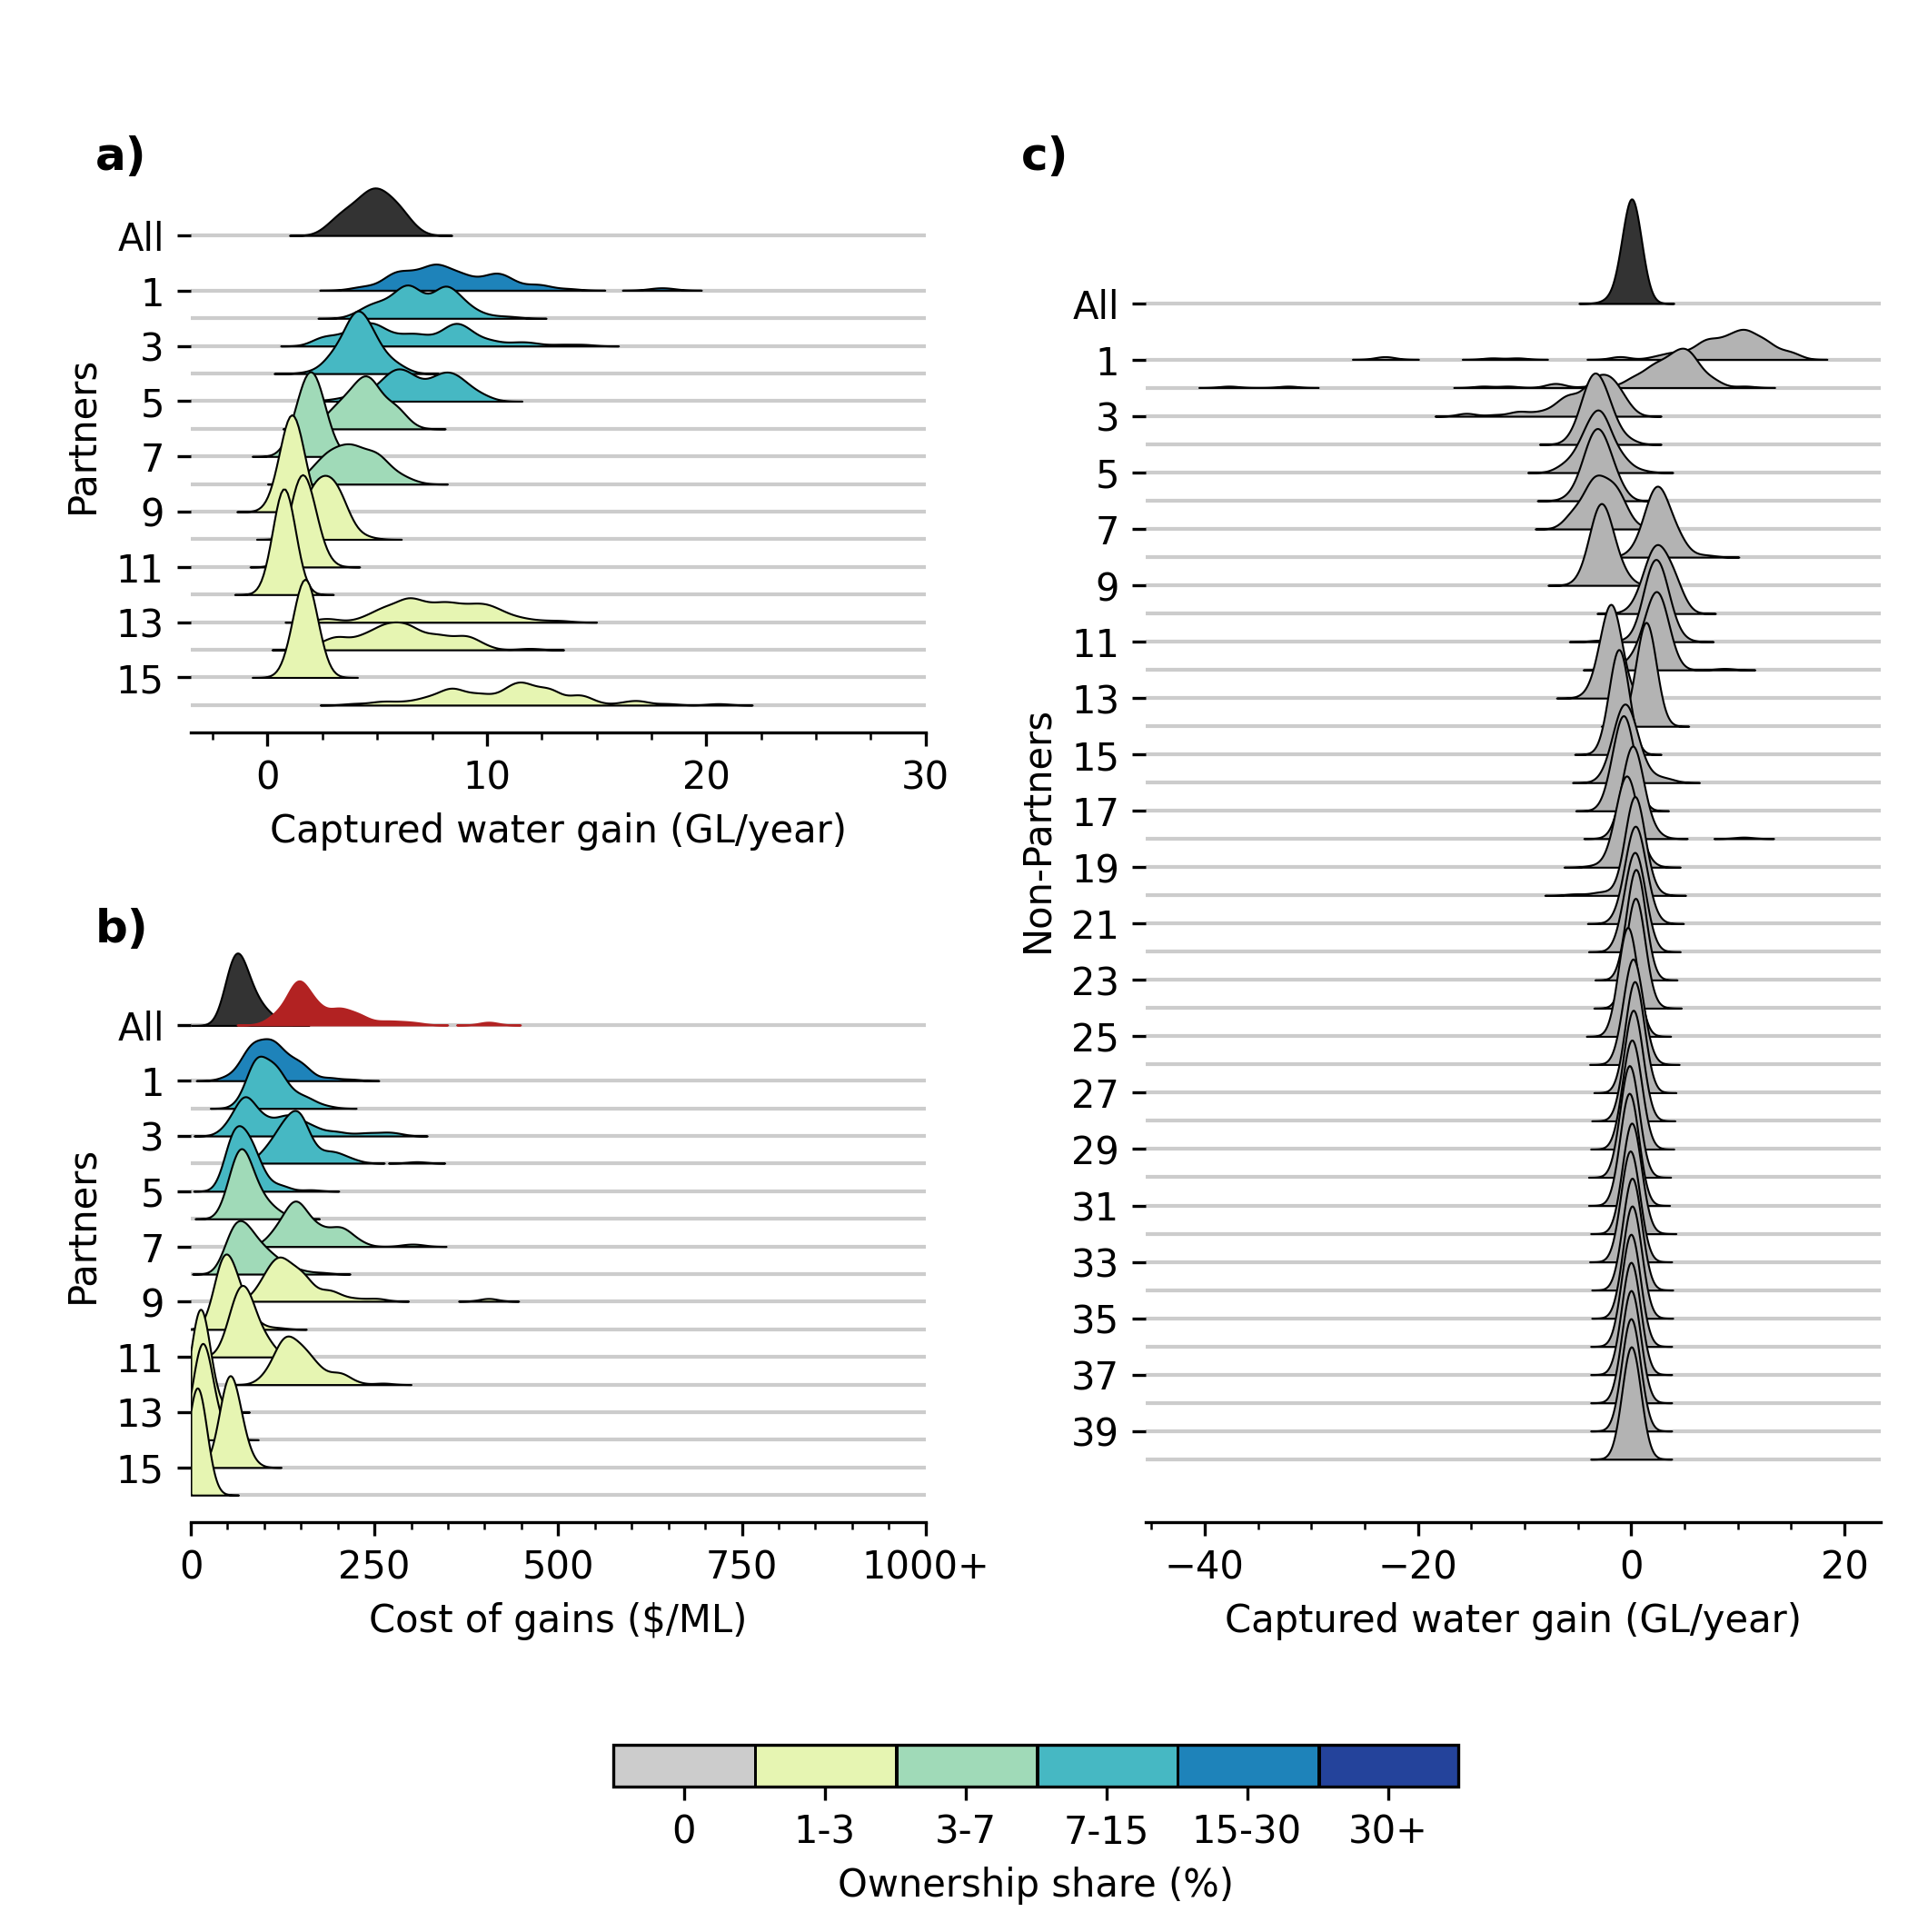 a)
All
1
3
5
7
9
11
13
15
Partners
0 10 20 30
Captured water gain (GL/year)
b)
All
1
3
5
7
9
11
13
15
Partners
0 250 500 750 1000+
Cost of gains ($/ML)
c)
All
1
3
5
7
9
11
13
15
17
19
21
23
25
27
29
31
33
35
37
39
Non-Partners
−40 −20 0 20
Captured water gain (GL/year)
0 1-3 3-7 7-15 15-30 30+
Ownership share (%)